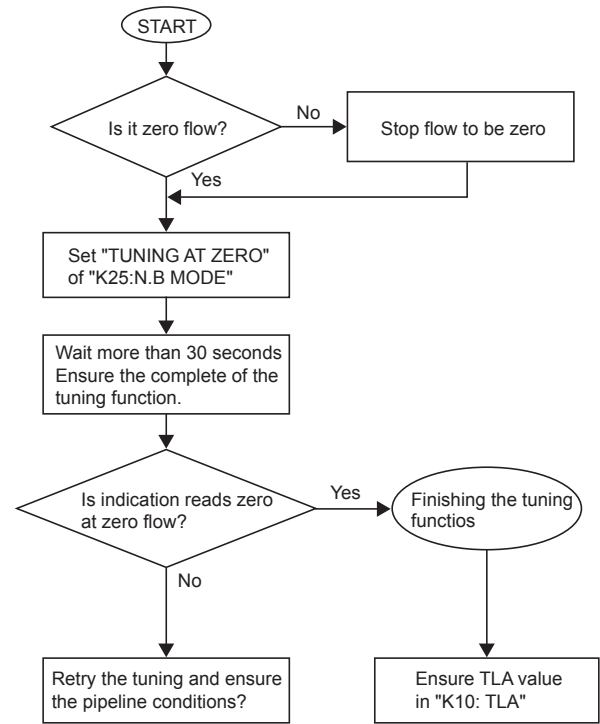 START
Is it zero flow?
No
Stop flow to be zero
Yes
Set "TUNING AT ZERO"
of "K25:N.B MODE"
Wait more than 30 seconds
Ensure the complete of the
tuning function.
Is indication reads zero
at zero flow?
Yes
Finishing the tuning
functios
No
Retry the tuning and ensure
the pipeline conditions?
Ensure TLA value
in "K10: TLA"